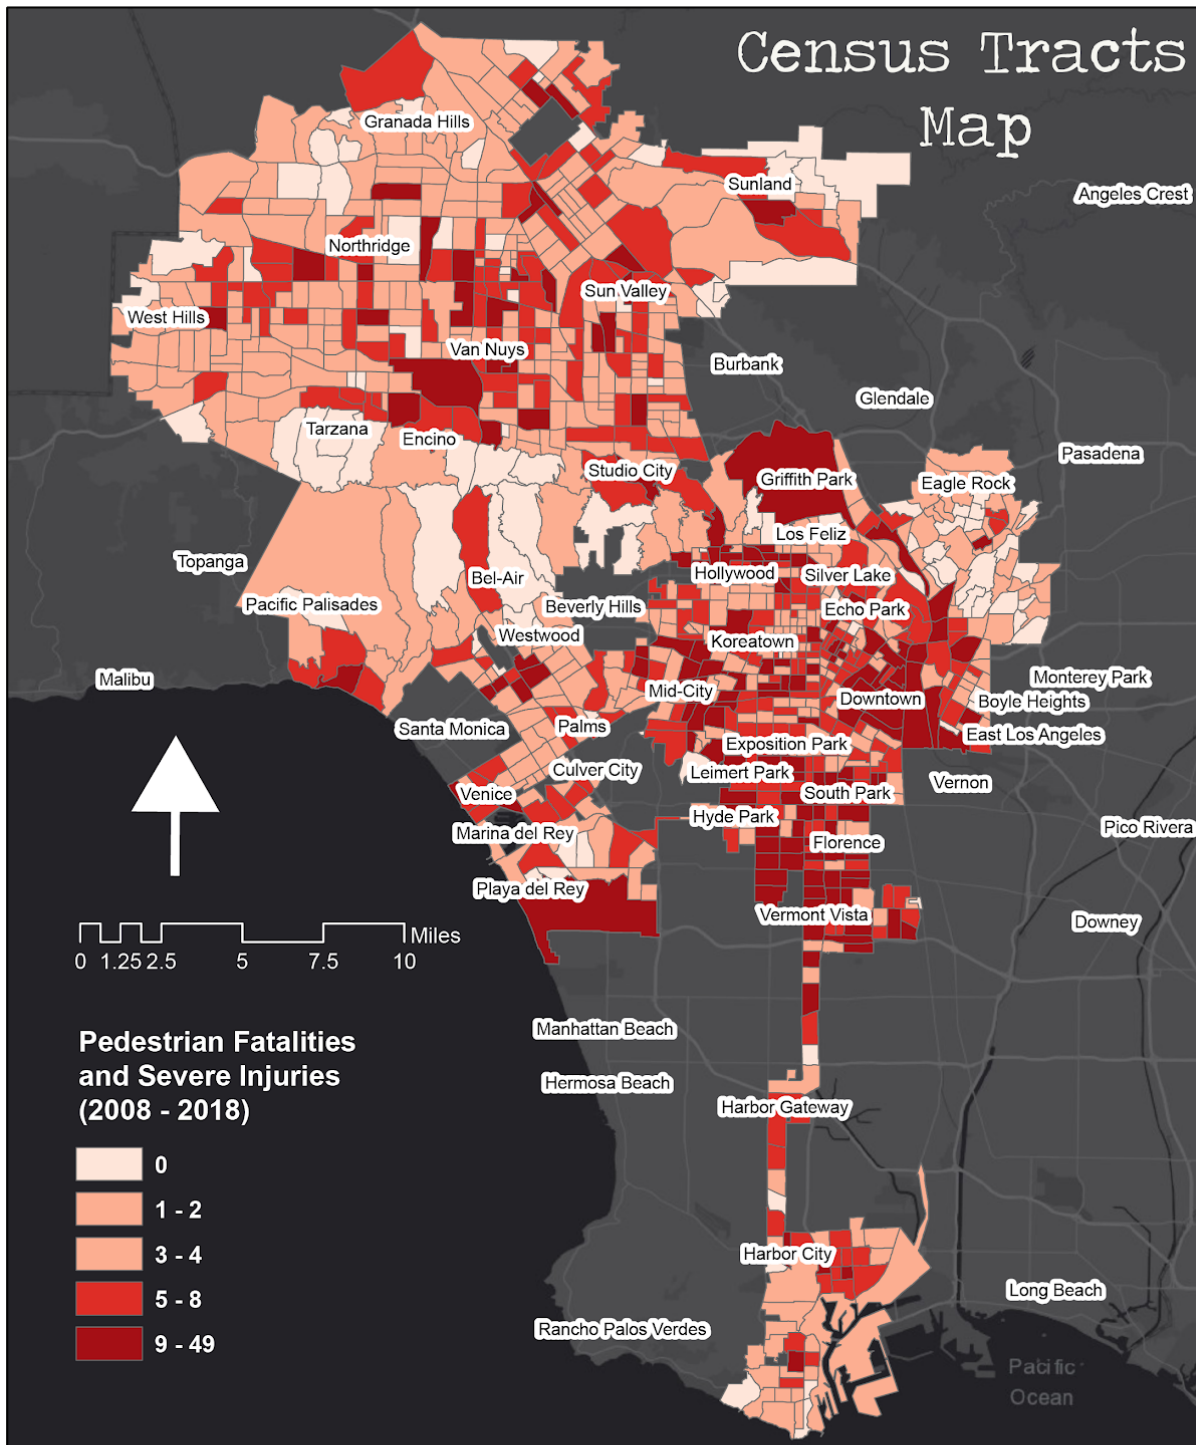 Census Tracts
Map
Granada Hills
Sunland
Angeles Crest
Northridge
Sun Valley
West Hills
Van Nuys
Burbank
Glendale
Tarzana
Encino
Pasadena
Studio City
Griffith Park
Eagle Rock
Los Feliz
Topanga
Hollywood
Silver Lake
Bel-Air
Pacific Palisades
Beverly Hills
Echo Park
Westwood
Koreatown
Malibu
Mid-City
Monterey Park
Downtown
Boyle Heights
Santa Monica
Palms
East Los Angeles
Exposition Park
Culver City
Leimert Park
Vernon
Venice
South Park
Hyde Park
Marina del Rey
Pico Rivera
Florence
Playa del Rey
Vermont Vista
Downey
Miles
0 1.25 2.5 5 7.5 10
Manhattan Beach
Hermosa Beach
Harbor Gateway
Pedestrian Fatalities
and Severe Injuries
(2008 - 2018)
0
1 - 2
3 - 4
5 - 8
9 - 49
Harbor City
Long Beach
Rancho Palos Verdes
Pacific
Ocean